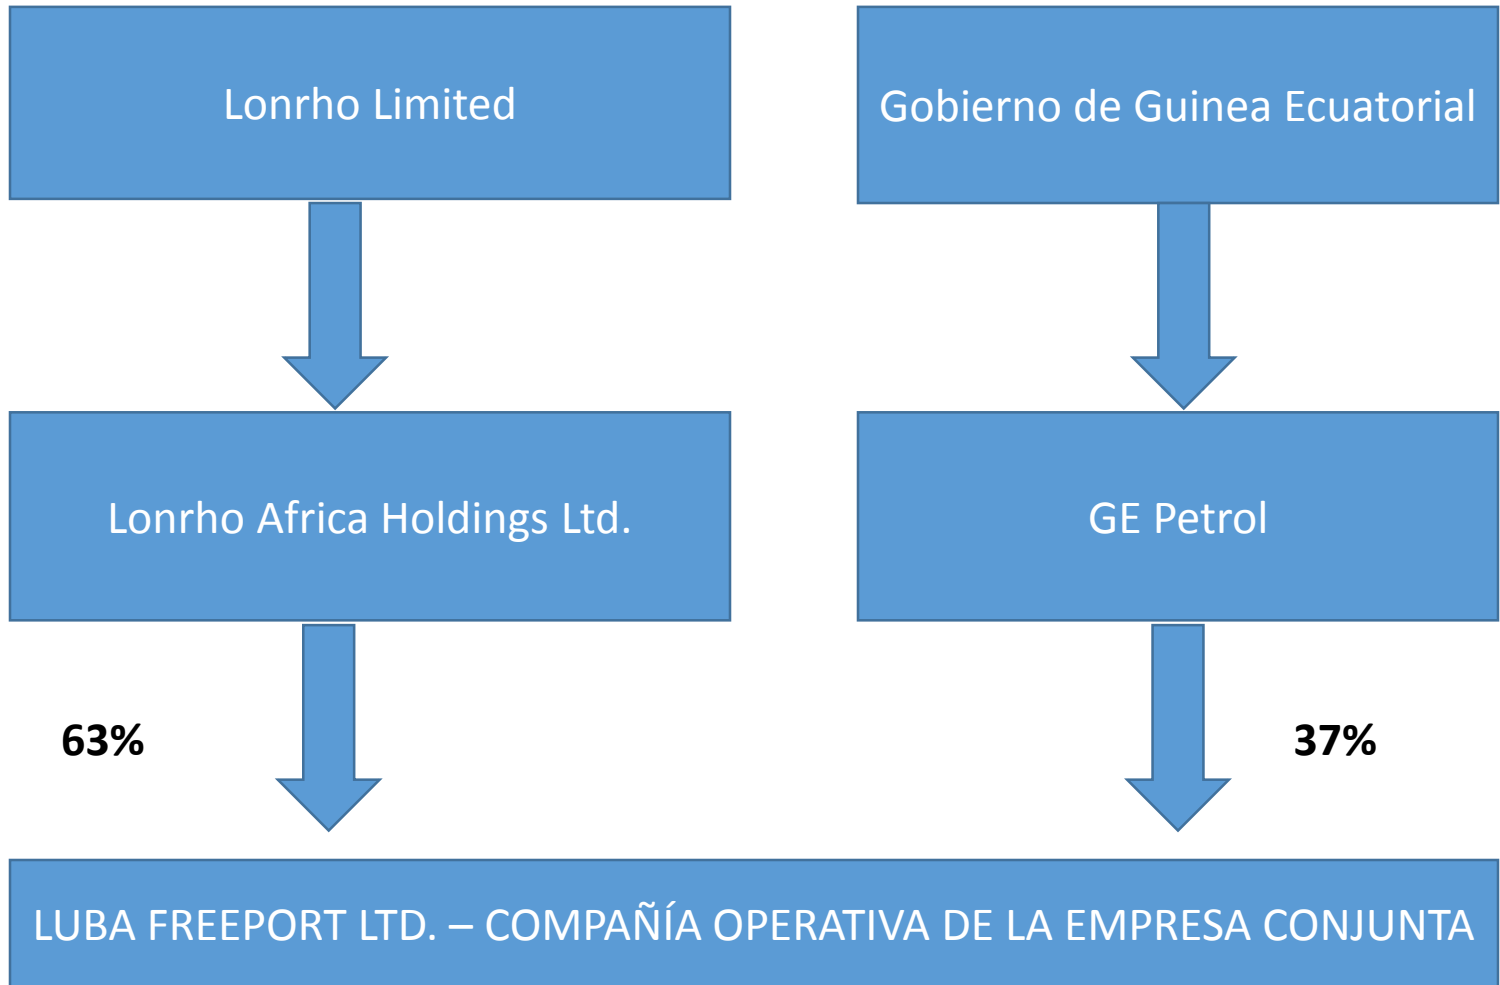 Lonrho Limited
Gobierno de Guinea Ecuatorial
Lonrho Africa Holdings Ltd.
GE Petrol
63%
37%
LUBA FREEPORT LTD. – COMPAÑÍA OPERATIVA DE LA EMPRESA CONJUNTA